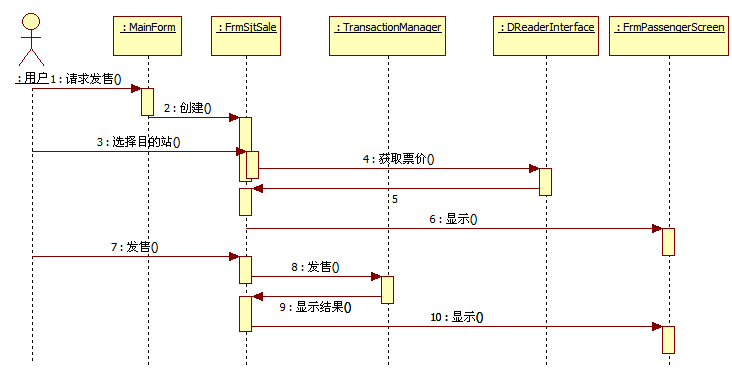 : MainForm
: FrmSjtSale
: TransactionManager
: DReaderInterface
: FrmPassengerScreen
: 用户
1 : 请求发售()
2 : 创建()
3 : 选择目的站()
4 : 获取票价()
5
6 : 显示()
7 : 发售()
8 : 发售()
9 : 显示结果()
10 : 显示()